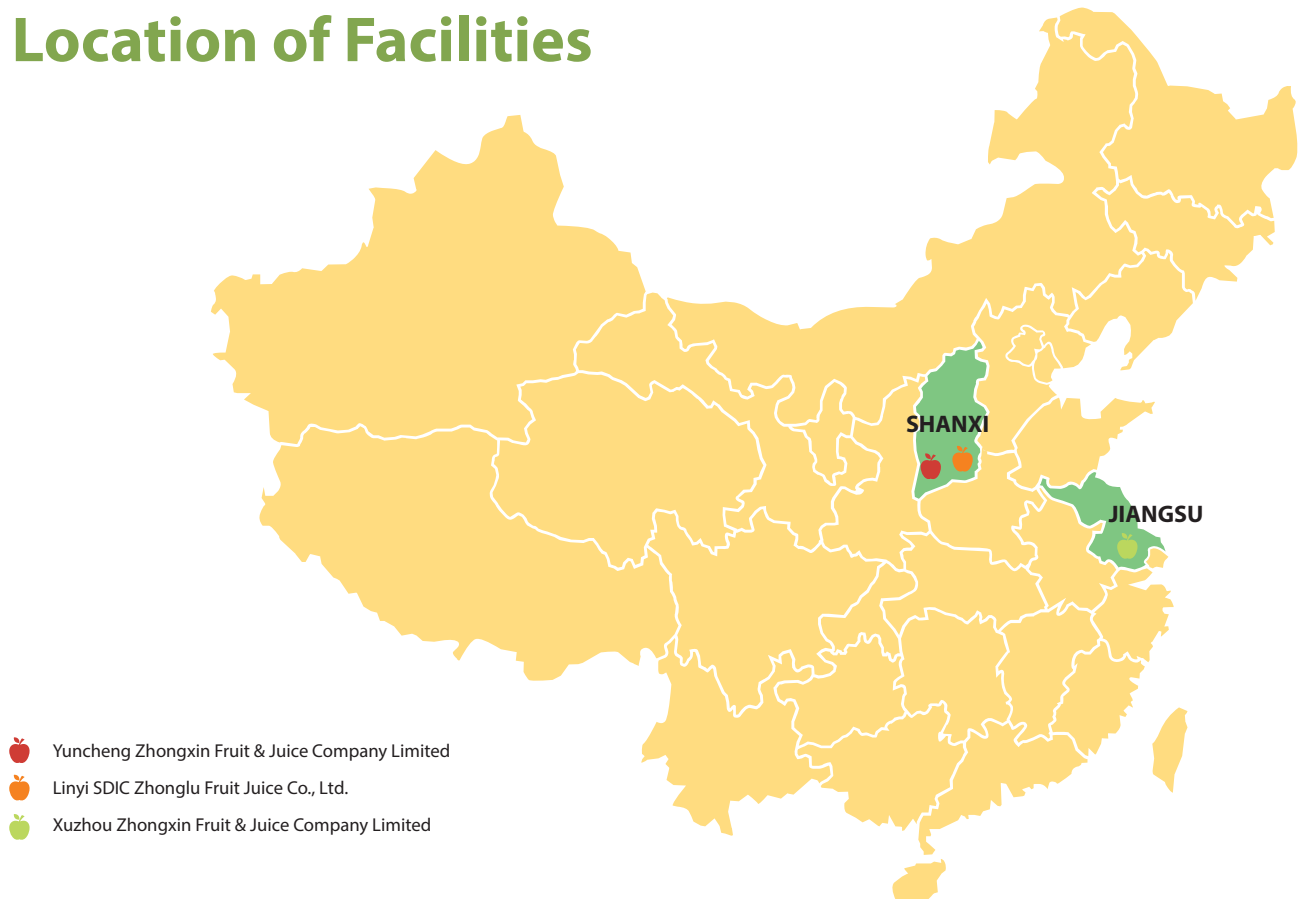 Location of Facilities
SHANXI
JIANGSU
Yuncheng Zhongxin Fruit & Juice Company Limited
Linyi SDIC Zhonglu Fruit Juice Co., Ltd.
Xuzhou Zhongxin Fruit & Juice Company Limited